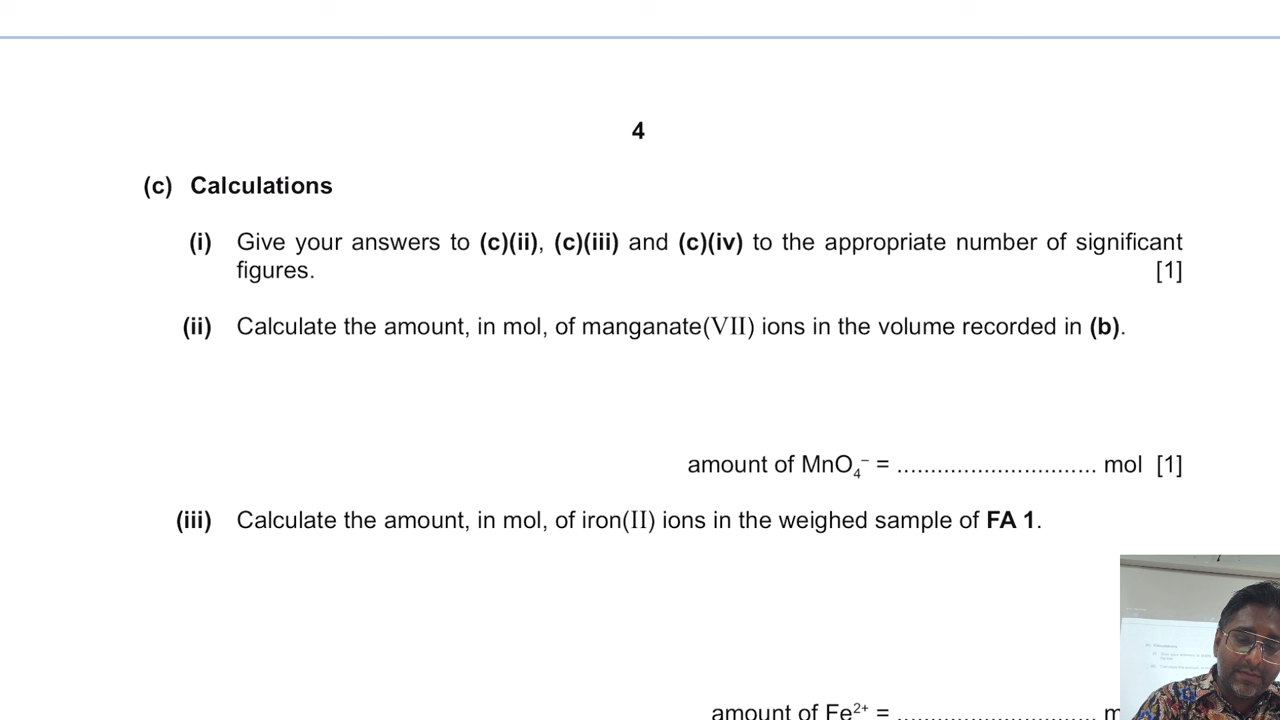 4
(c) Calculations
(i) Give your answers to (c)(ii), (c)(iii) and (c)(iv) to the appropriate number of significant
figures. [1]
(ii) Calculate the amount, in mol, of manganate(VII) ions in the volume recorded in (b).
amount of MnO₄⁻ = .............................. mol [1]
(iii) Calculate the amount, in mol, of iron(II) ions in the weighed sample of FA 1.
amount of Fe²⁺ = ..............................